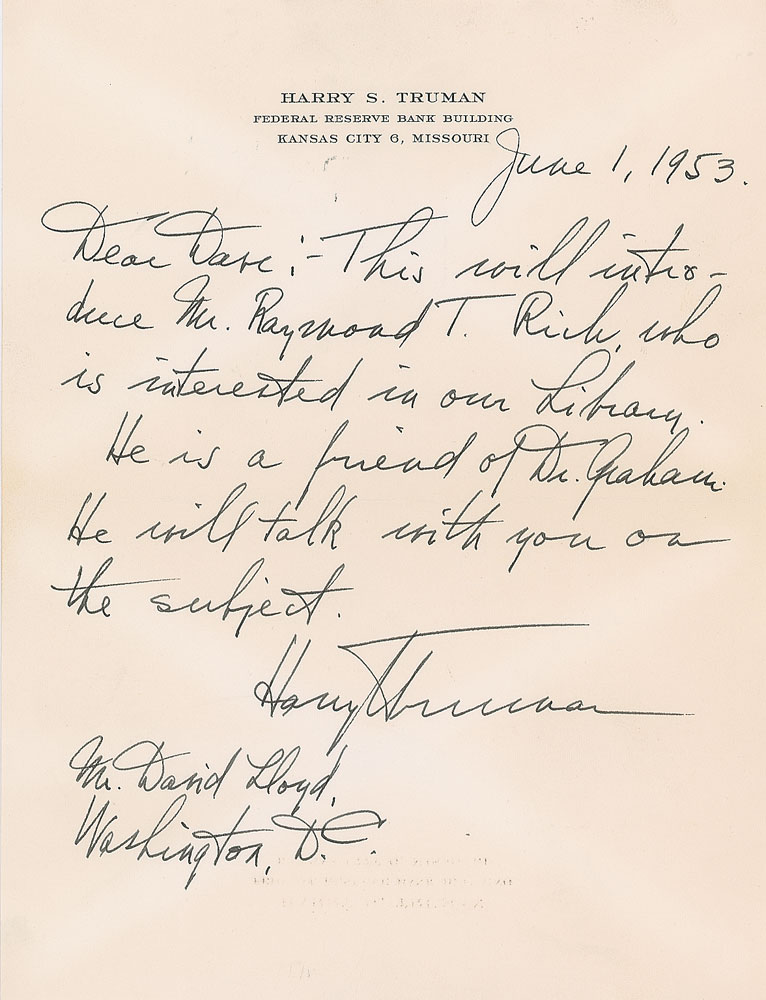 HARRY S. TRUMAN
FEDERAL RESERVE BANK BUILDING
KANSAS CITY 6, MISSOURI
June 1, 1953.
Dear Dave:- This will intro-
duce Mr. Raymond T. Rich, who
is interested in our Library.
He is a friend of Dr. Graham.
He will talk with you on
the subject.
Harry S Truman
Mr. David Lloyd,
Washington, D.C.